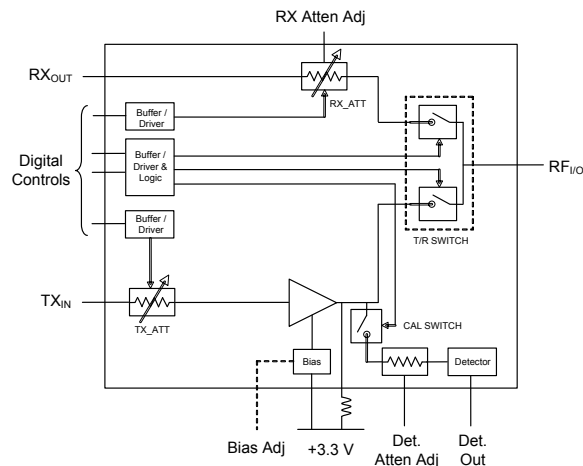 RX Atten Adj
RXOUT
RX_ATT
Buffer /
Driver
Digital
Controls
Buffer /
Driver &
Logic
RFI/O
Buffer /
Driver
T/R SWITCH
TXIN
TX_ATT
CAL SWITCH
Bias
Detector
Bias Adj
+3.3 V
Det.
Atten Adj
Det.
Out